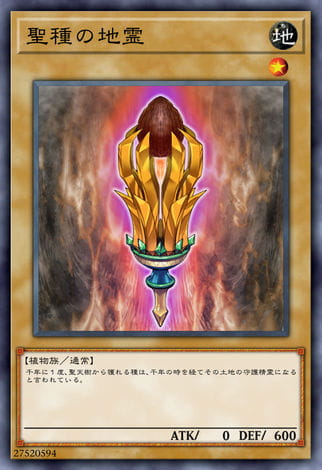 聖種の地霊
地
【植物族／通常】
千年に１度、聖天樹から獲れる種は、千年の時を経てその土地の守護精霊になる
と言われている。
ATK/ 0 DEF/ 600
27520594